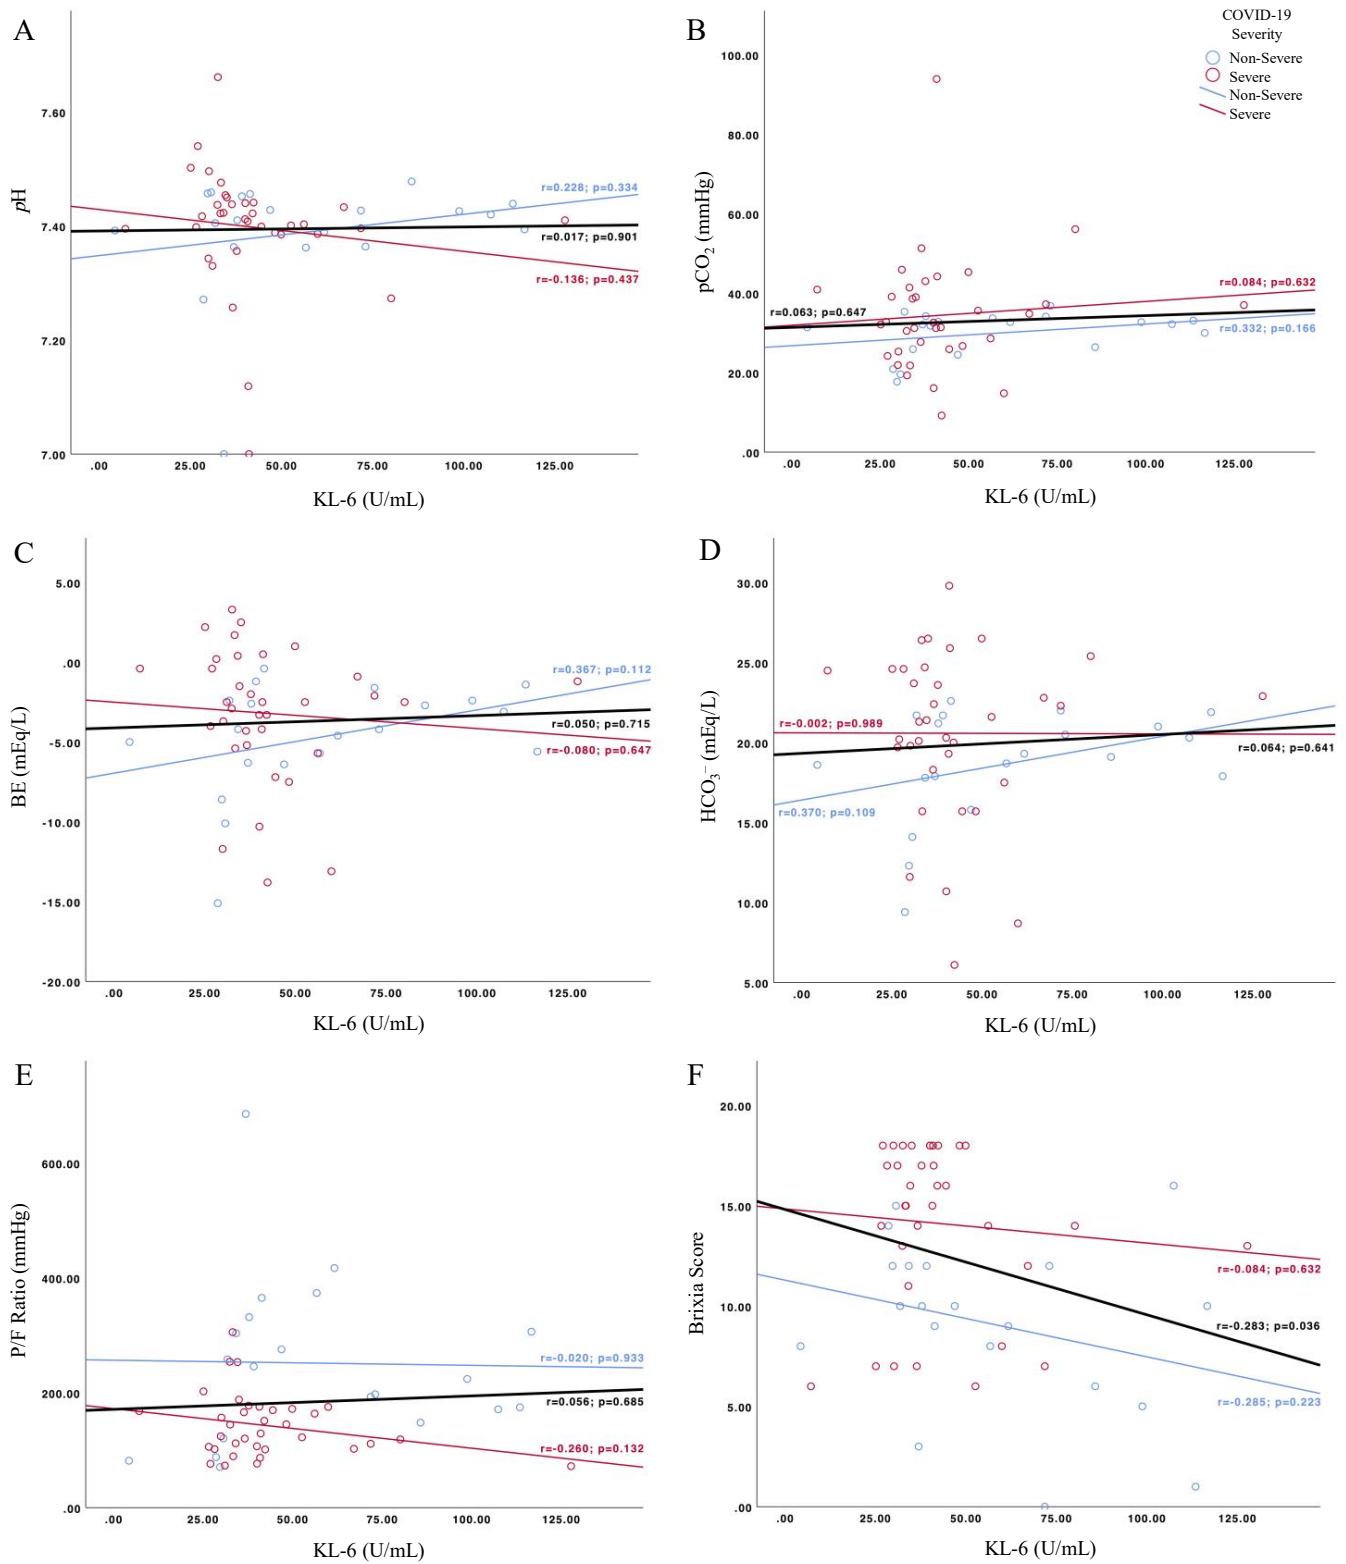 A
7.60
7.40
7.20
7.00
pH
r=0.228; p=0.334
r=0.017; p=0.901
r=-0.136; p=0.437
.00 25.00 50.00 75.00 100.00 125.00
KL-6 (U/mL)
B
COVID-19
Severity
Non-Severe
Severe
Non-Severe
Severe
100.00
80.00
60.00
40.00
20.00
.00
pCO2 (mmHg)
r=0.084; p=0.632
r=0.063; p=0.647
r=0.332; p=0.166
.00 25.00 50.00 75.00 100.00 125.00
KL-6 (U/mL)
C
5.00
.00
-5.00
-10.00
-15.00
-20.00
BE (mEq/L)
r=0.367; p=0.112
r=0.050; p=0.715
r=-0.080; p=0.647
.00 25.00 50.00 75.00 100.00 125.00
KL-6 (U/mL)
D
30.00
25.00
20.00
15.00
10.00
5.00
HCO3− (mEq/L)
r=-0.002; p=0.989
r=0.064; p=0.641
r=0.370; p=0.109
.00 25.00 50.00 75.00 100.00 125.00
KL-6 (U/mL)
E
600.00
400.00
200.00
.00
P/F Ratio (mmHg)
r=-0.020; p=0.933
r=0.056; p=0.685
r=-0.260; p=0.132
.00 25.00 50.00 75.00 100.00 125.00
KL-6 (U/mL)
F
20.00
15.00
10.00
5.00
.00
Brixia Score
r=-0.084; p=0.632
r=-0.283; p=0.036
r=-0.285; p=0.223
.00 25.00 50.00 75.00 100.00 125.00
KL-6 (U/mL)